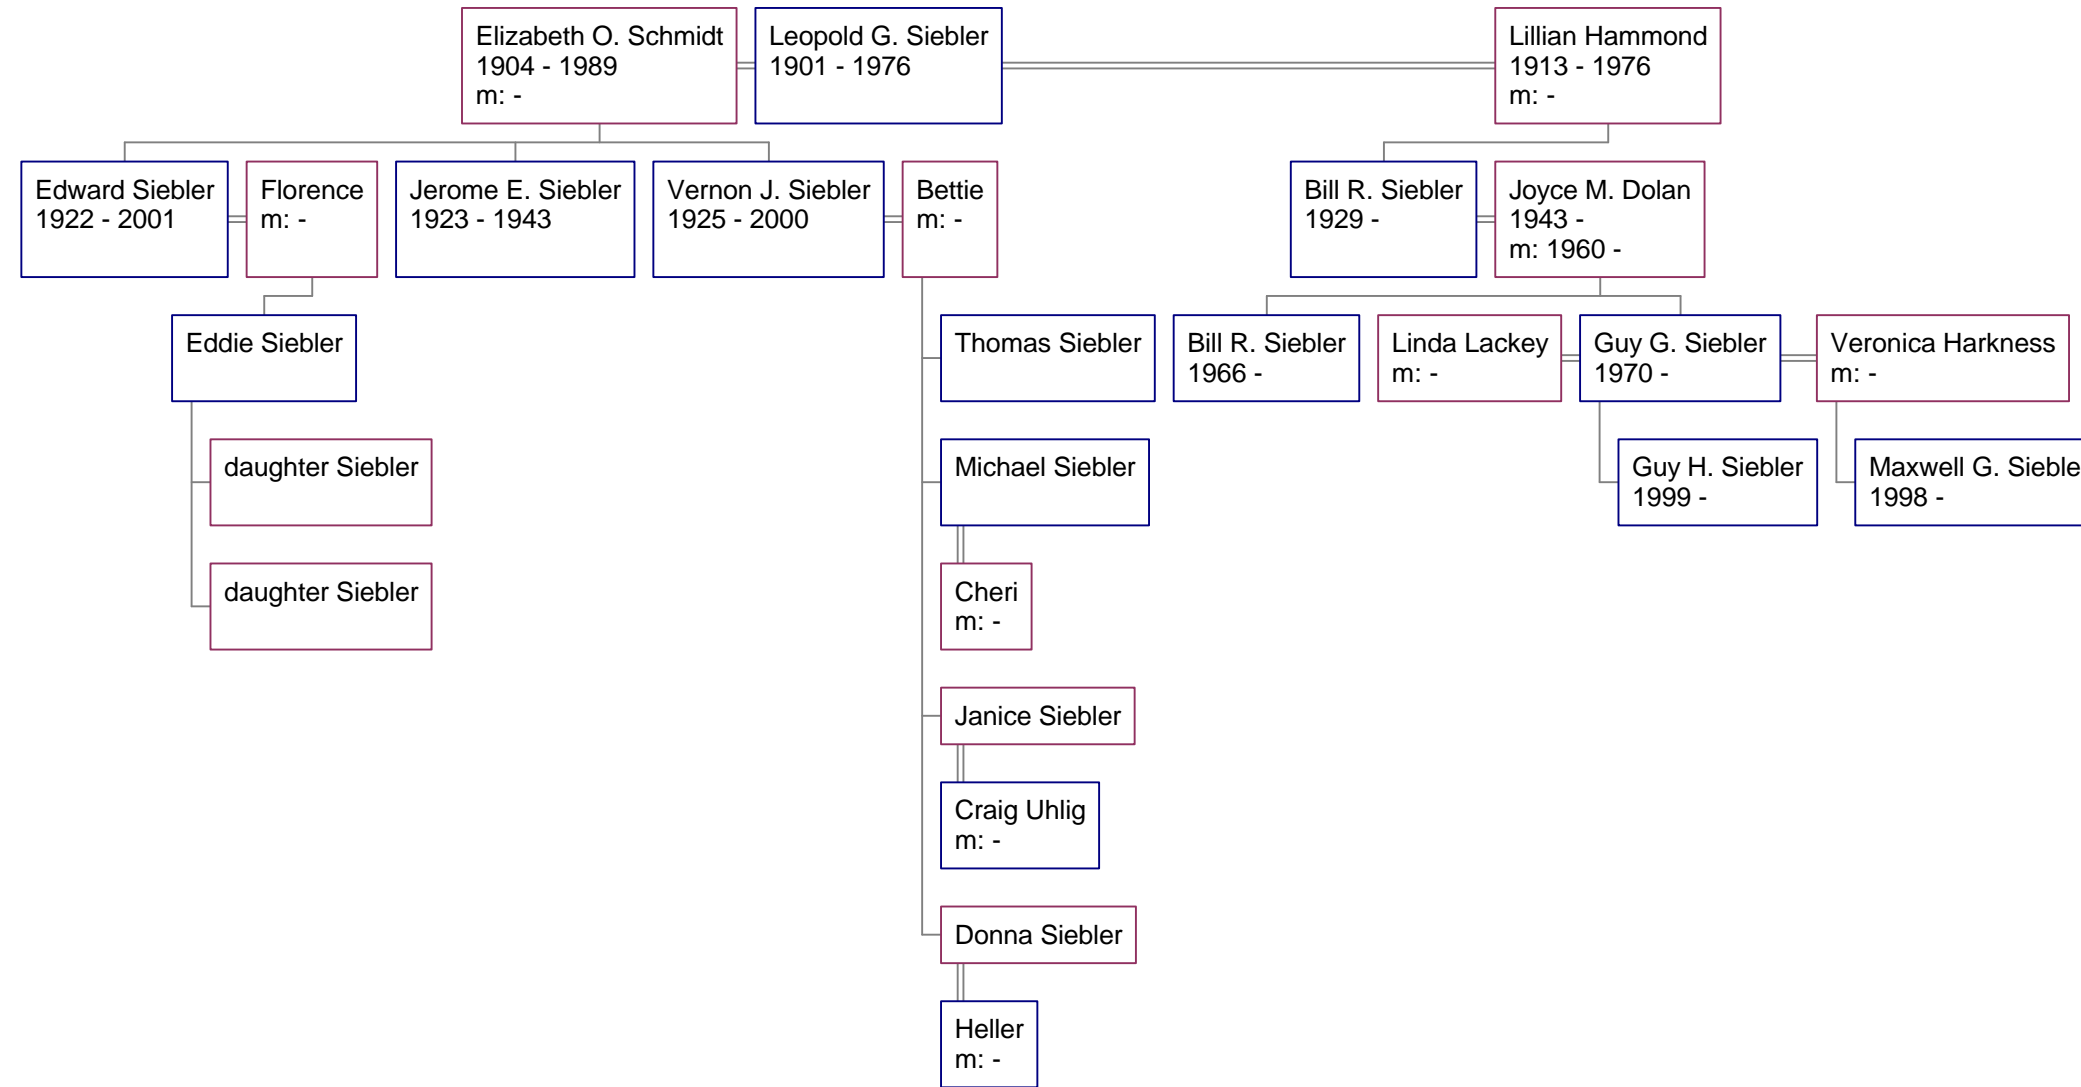 Elizabeth O. Schmidt
1904 - 1989
m: -
Leopold G. Siebler
1901 - 1976
Lillian Hammond
1913 - 1976
m: -
Edward Siebler
1922 - 2001
Florence
m: -
Jerome E. Siebler
1923 - 1943
Vernon J. Siebler
1925 - 2000
Bettie
m: -
Bill R. Siebler
1929 -
Joyce M. Dolan
1943 -
m: 1960 -
Eddie Siebler
Thomas Siebler
Bill R. Siebler
1966 -
Linda Lackey
m: -
Guy G. Siebler
1970 -
Veronica Harkness
m: -
daughter Siebler
Michael Siebler
Guy H. Siebler
1999 -
Maxwell G. Sieble
1998 -
daughter Siebler
Cheri
m: -
Janice Siebler
Craig Uhlig
m: -
Donna Siebler
Heller
m: -